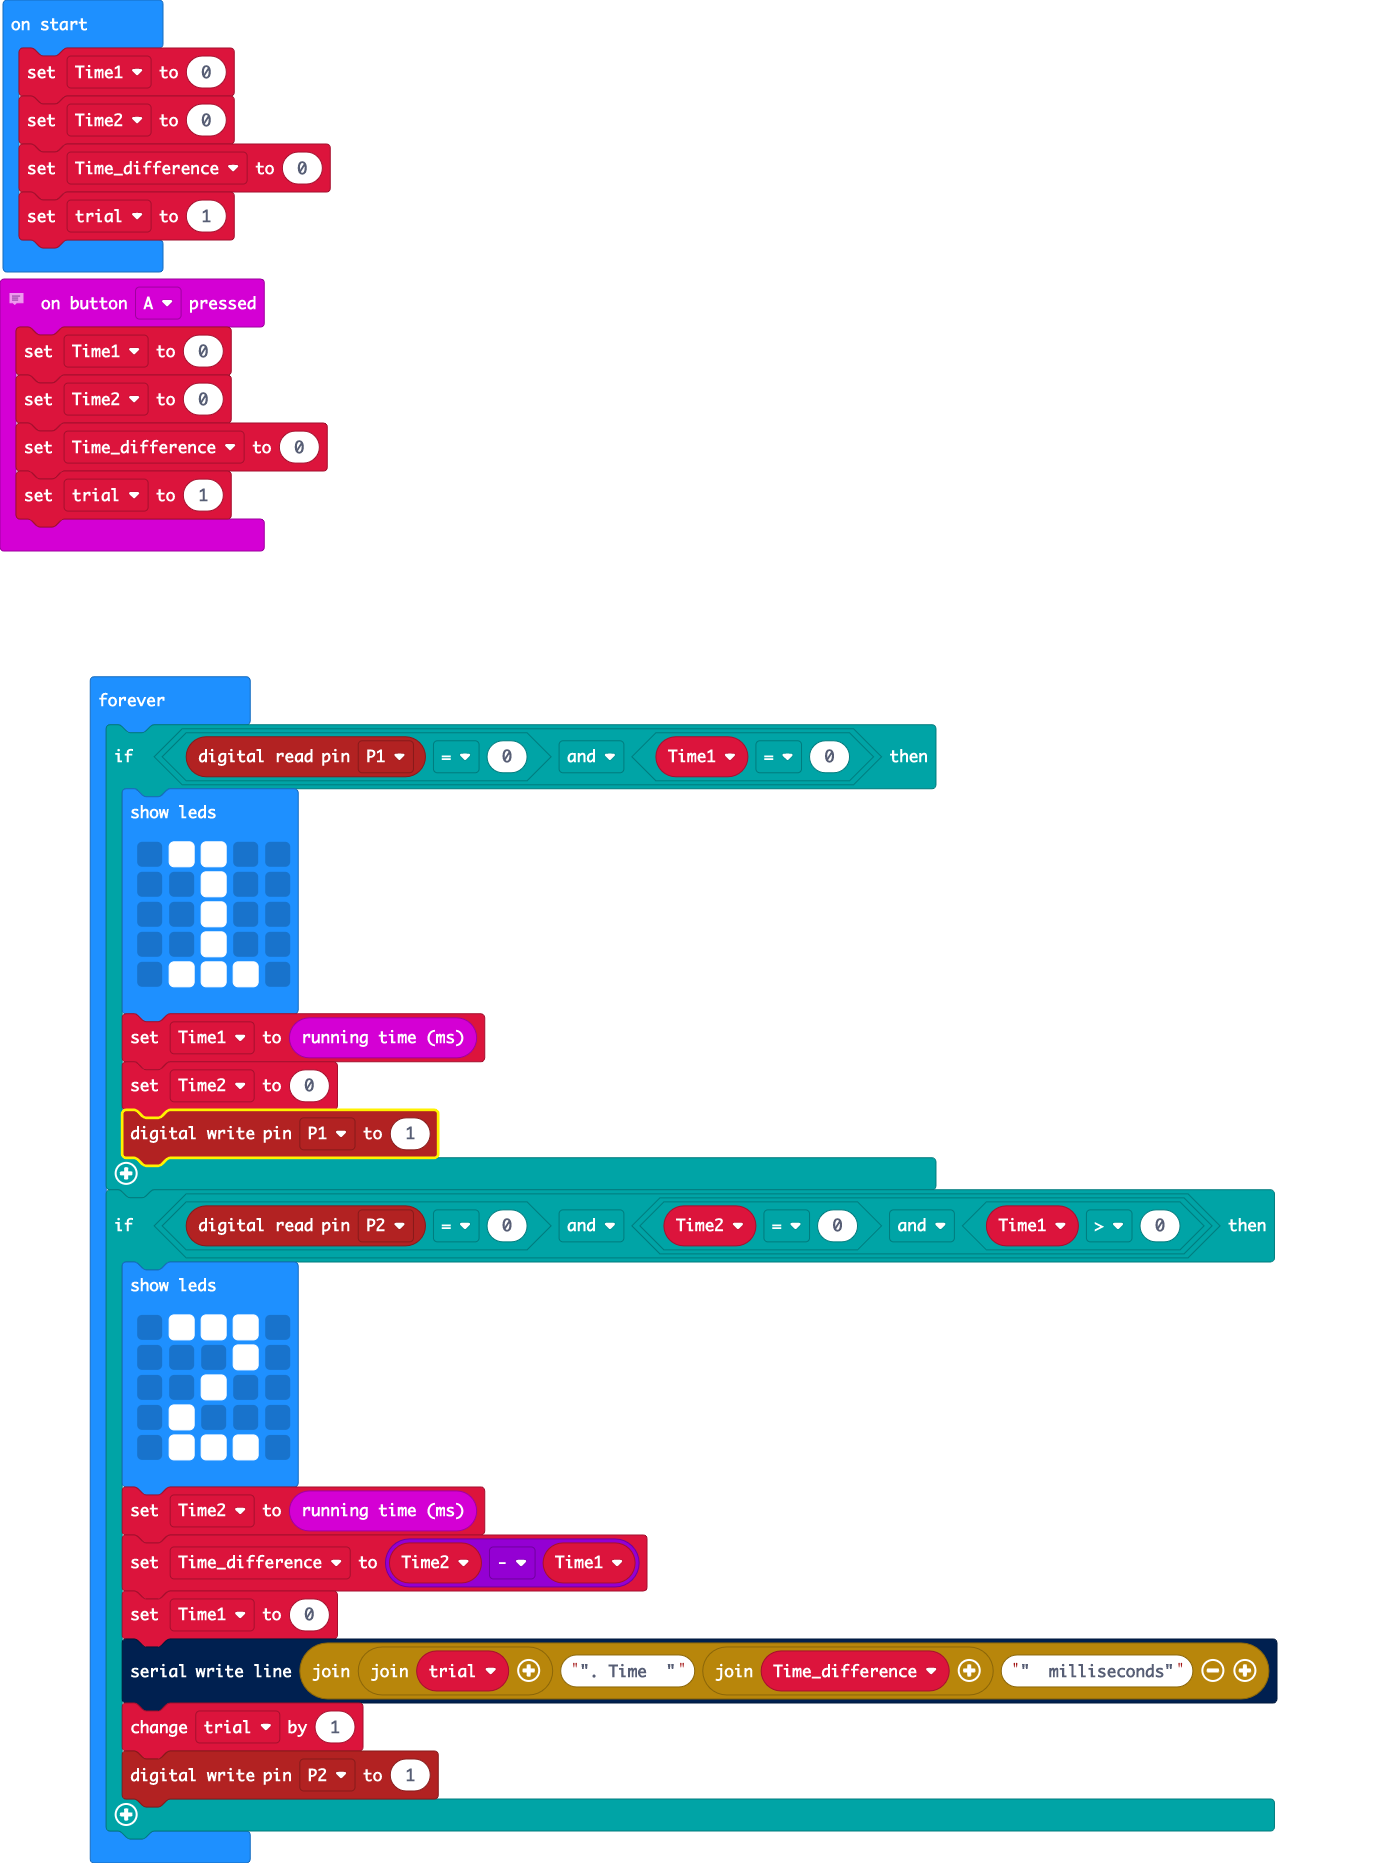 on start
set Time1 to 0
set Time2 to 0
set Time_difference to 0
set trial to 1
on button A pressed
set Time1 to 0
set Time2 to 0
set Time_difference to 0
set trial to 1
forever
if digital read pin P1 = 0 and Time1 = 0 then
show leds
set Time1 to running time (ms)
set Time2 to 0
digital write pin P1 to 1
if digital read pin P2 = 0 and Time2 = 0 and Time1 > 0 then
show leds
set Time2 to running time (ms)
set Time_difference to Time2 - Time1
set Time1 to 0
serial write line join join trial "". Time "" join Time_difference "" milliseconds""
change trial by 1
digital write pin P2 to 1